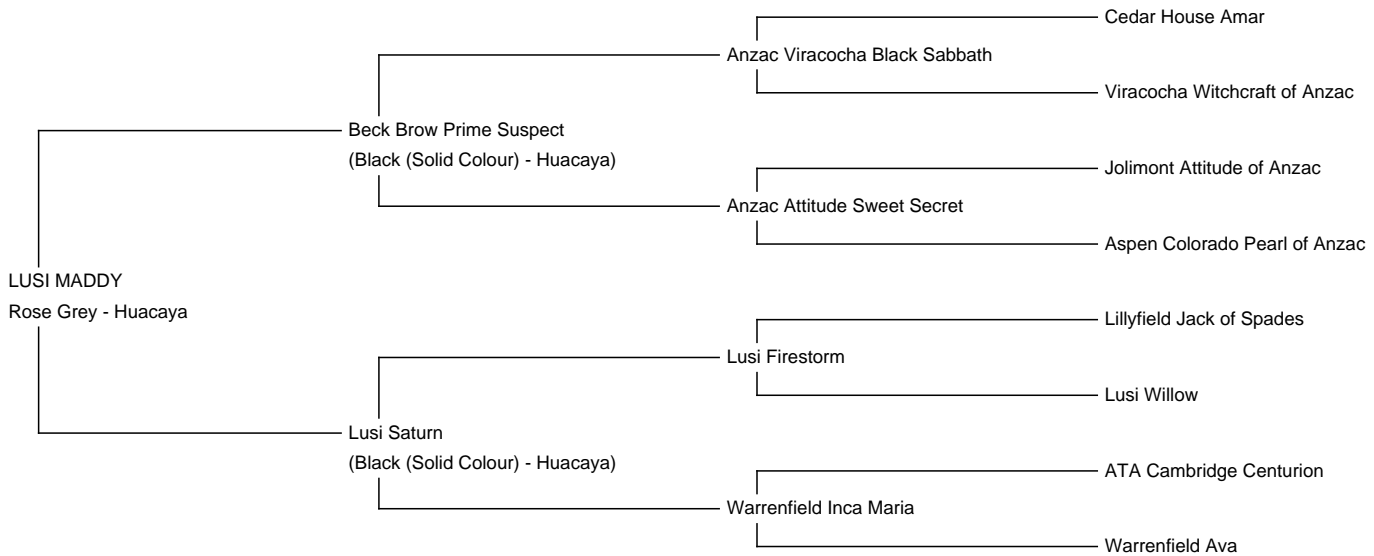 Cedar House Amar
Anzac Viracocha Black Sabbath
Viracocha Witchcraft of Anzac
Beck Brow Prime Suspect
(Black (Solid Colour) - Huacaya)
Jolimont Attitude of Anzac
Anzac Attitude Sweet Secret
Aspen Colorado Pearl of Anzac
LUSI MADDY
Rose Grey - Huacaya
Lillyfield Jack of Spades
Lusi Firestorm
Lusi Willow
Lusi Saturn
(Black (Solid Colour) - Huacaya)
ATA Cambridge Centurion
Warrenfield Inca Maria
Warrenfield Ava